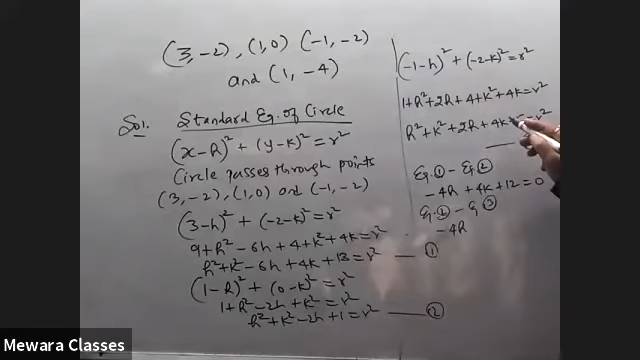 (3,-2), (1,0) (-1,-2)
and (1,-4)
Sol. Standard Eq. of Circle
(x-h)² + (y-k)² = r²
Circle passes through points
(3,-2), (1,0) and (-1,-2)
(3-h)² + (-2-k)² = r²
9+h²-6h+4+k²+4k=r²
h²+k²-6h+4k+13=r² — ①
(1-h)² + (0-k)² = r²
1+h²-2h+k²=r²
h²+k²-2h+1=r² — ②
(-1-h)² + (-2-k)² = r²
1+h²+2h+4+k²+4k=r²
h²+k²+2h+4k
Eq.① - Eq.②
-4h+4k+12=0
Eq.② - Eq.③
-4h
Mewara Classes